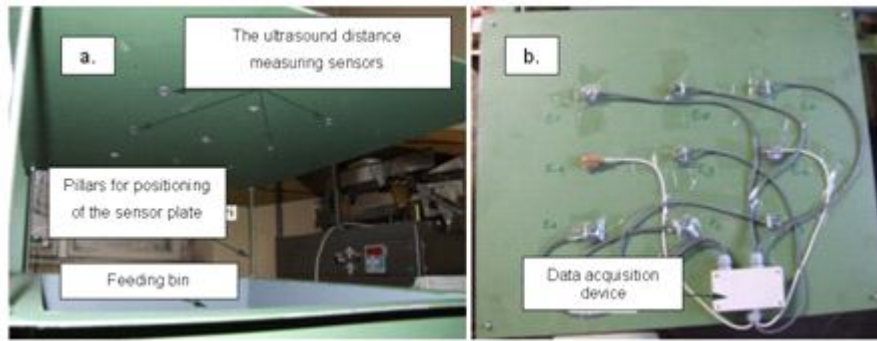 a.
The ultrasound distance
measuring sensors
Pillars for positioning
of the sensor plate
Feeding bin
b.
Data acquisition
device